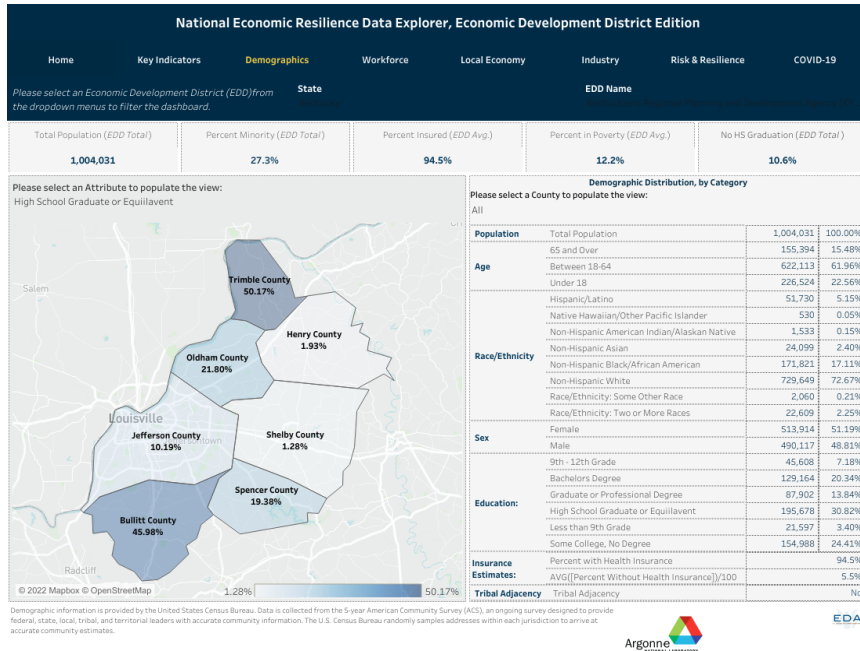 National Economic Resilience Data Explorer, Economic Development District Edition
Home Key Indicators Demographics Workforce Local Economy Industry Risk & Resilience COVID-19
Please select an Economic Development District (EDD)from
the dropdown menus to filter the dashboard.
State
EDD Name
Total Population (EDD Total) Percent Minority (EDD Total) Percent Insured (EDD Avg.) Percent in Poverty (EDD Avg.) No HS Graduation (EDD Total)
1,004,031 27.3% 94.5% 12.2% 10.6%
Please select an Attribute to populate the view:
High School Graduate or Equiilavent
Salem
Trimble County
50.17%
Henry County
1.93%
Oldham County
21.80%
Louisville
Jefferson County
10.19%
Shelby County
1.28%
Spencer County
19.38%
Bullitt County
45.98%
Radcliff
© 2022 Mapbox © OpenStreetMap
1.28% 50.17%
Demographic Distribution, by Category
Please select a County to populate the view:
All
Population Total Population 1,004,031 100.00%
Age 65 and Over 155,394 15.48%
Between 18-64 622,113 61.96%
Under 18 226,524 22.56%
Race/Ethnicity Hispanic/Latino 51,730 5.15%
Native Hawaiian/Other Pacific Islander 530 0.05%
Non-Hispanic American Indian/Alaskan Native 1,533 0.15%
Non-Hispanic Asian 24,099 2.40%
Non-Hispanic Black/African American 171,821 17.11%
Non-Hispanic White 729,649 72.67%
Race/Ethnicity: Some Other Race 2,060 0.21%
Race/Ethnicity: Two or More Races 22,609 2.25%
Sex Female 513,914 51.19%
Male 490,117 48.81%
Education: 9th - 12th Grade 45,608 7.18%
Bachelors Degree 129,164 20.34%
Graduate or Professional Degree 87,902 13.84%
High School Graduate or Equiilavent 195,678 30.82%
Less than 9th Grade 21,597 3.40%
Some College, No Degree 154,988 24.41%
Insurance Estimates: Percent with Health Insurance 94.5%
AVG([Percent Without Health Insurance])/100 5.5%
Tribal Adjacency Tribal Adjacency No
Demographic information is provided by the United States Census Bureau. Data is collected from the 5-year American Community Survey (ACS), an ongoing survey designed to provide
federal, state, local, tribal, and territorial leaders with accurate community information. The U.S. Census Bureau randomly samples addresses within each jurisdiction to arrive at
accurate community estimates.
Argonne
EDA